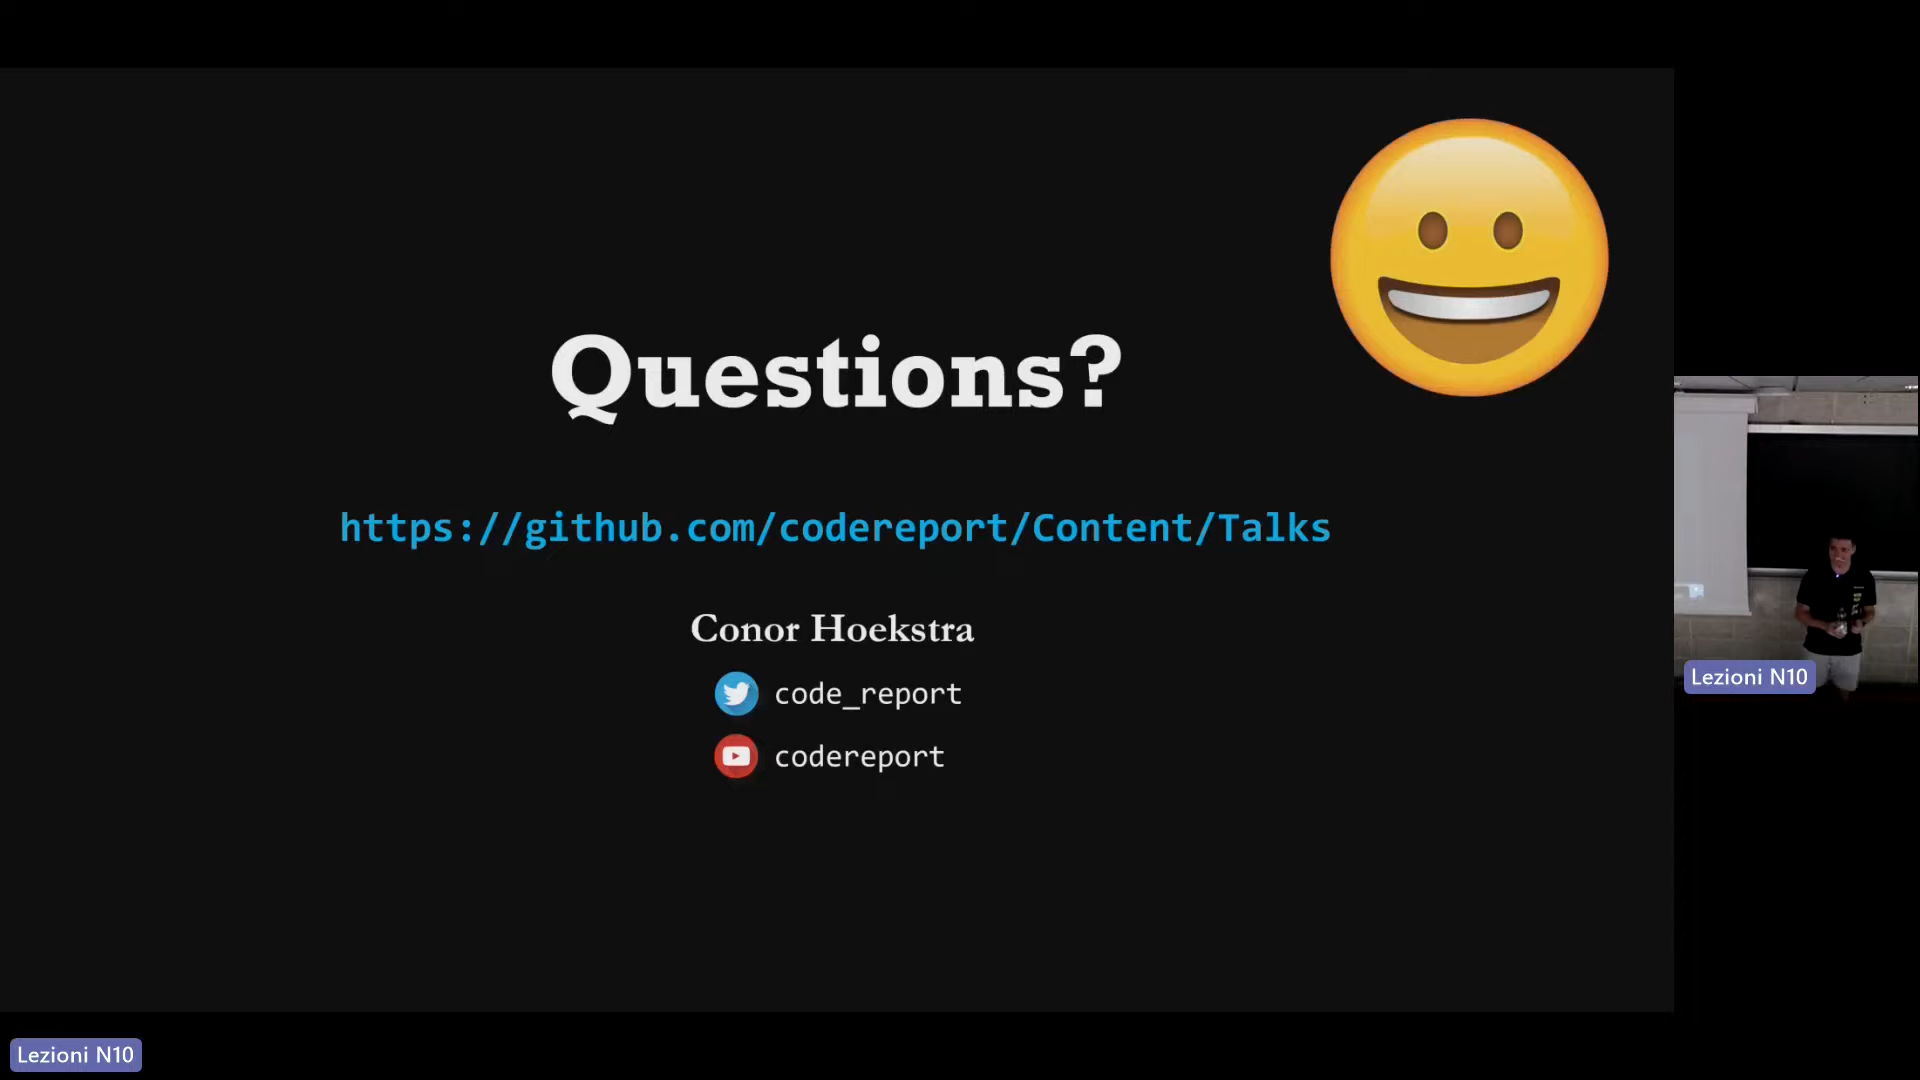 Questions?
https://github.com/codereport/Content/Talks
Conor Hoekstra
code_report
codereport
Lezioni N10
Lezioni N10